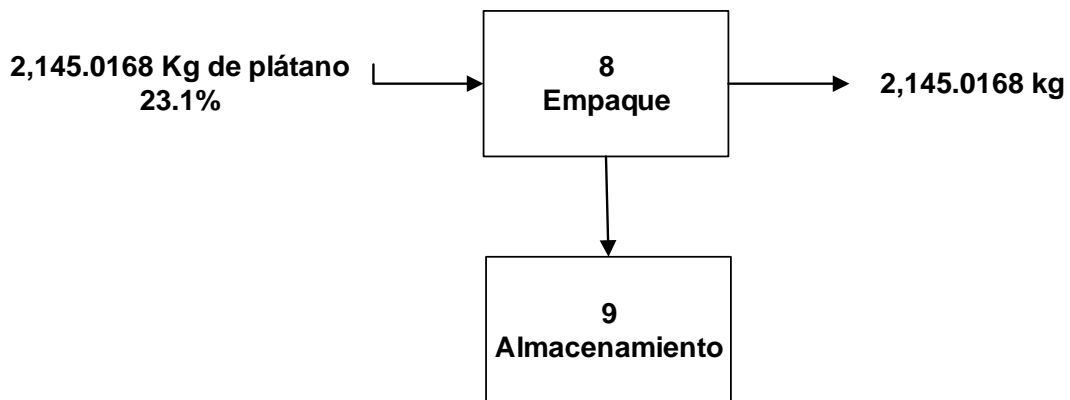 2,145.0168 Kg de plátano
23.1%
8
Empaque
2,145.0168 kg
9
Almacenamiento